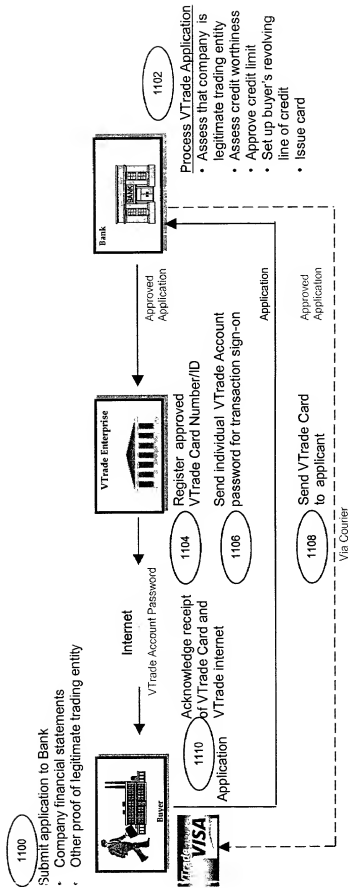 1100
Submit application to Bank
• Company financial statements
• Other proof of legitimate trading entity
Buyer
VISA
Internet
VTrade Account Password
1110
Acknowledge receipt
of VTrade Card and
VTrade internet
Application
VTrade Enterprise
1104
Register approved
VTrade Card Number/ID
1106
Send individual VTrade Account
password for transaction sign-on
Application
1108
Send VTrade Card
to applicant
Via Courier
Approved
Application
Approved
Application
Bank
BANK
1102
Process VTrade Application
• Assess that company is
legitimate trading entity
• Assess credit worthiness
• Approve credit limit
• Set up buyer's revolving
line of credit
• Issue card